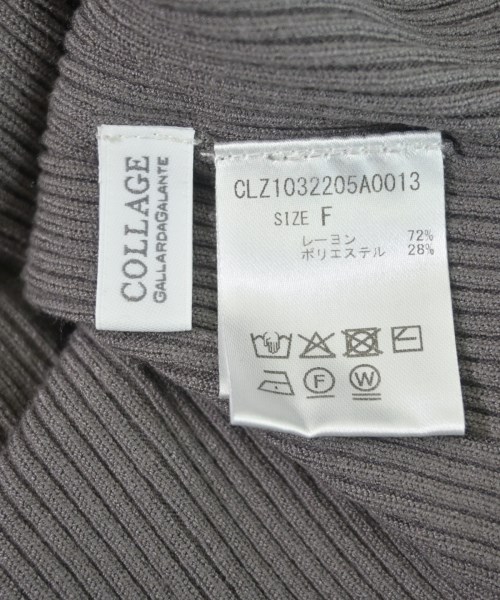 COLLAGE
GALLARDAGALANTE
CLZ1032205A0013
SIZE F
レーヨン 72%
ポリエステル 28%
F W